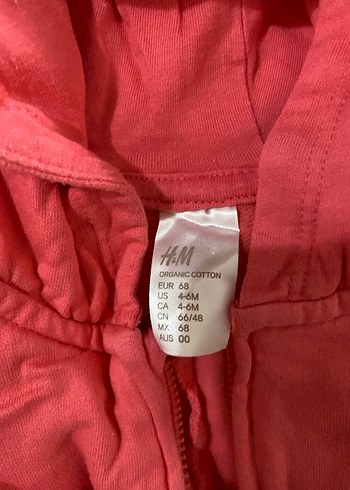 H&M
ORGANIC COTTON
EUR 68
US 4-6M
CA 4-6M
CN 66/48
MX 68
AUS 00